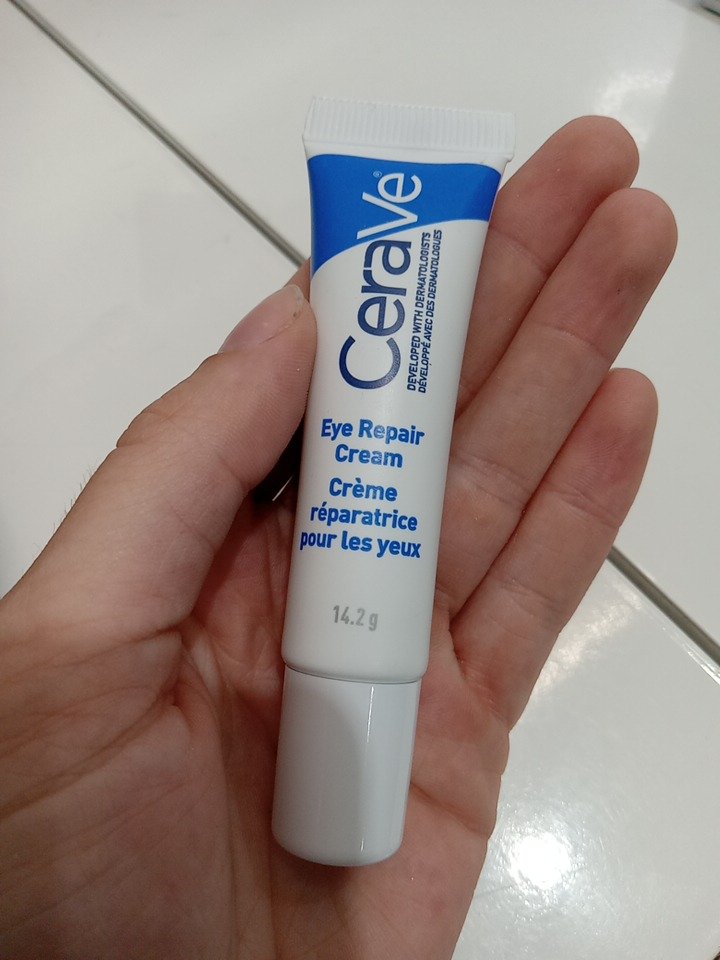 CeraVe®
DEVELOPED WITH DERMATOLOGISTS
DÉVELOPPÉ AVEC DES DERMATOLOGUES
Eye Repair
Cream
Crème
réparatrice
pour les yeux
14.2 g